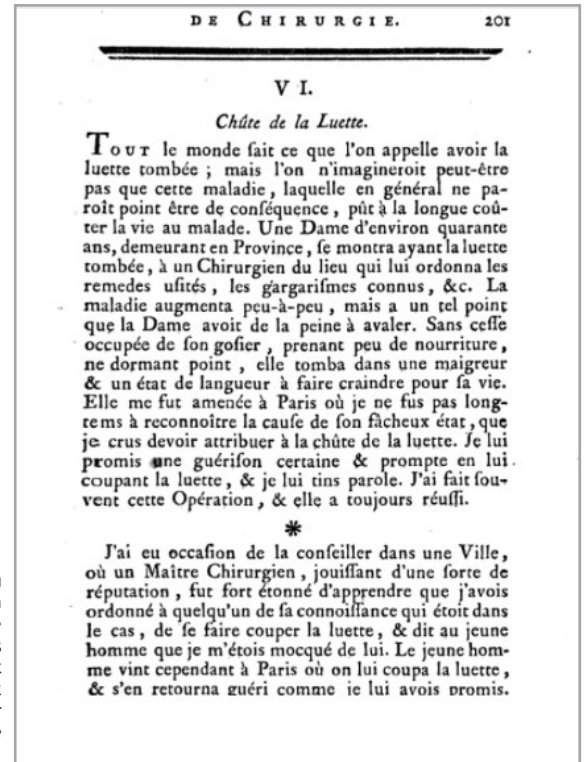 DE CHIRURGIE. 201
VI.
Chûte de la Luette.
TOUT le monde ſait ce que l'on appelle avoir la
luette tombée ; mais l'on n'imagineroit peut-être
pas que cette maladie, laquelle en général ne pa-
roît point être de conſéquence, pût à la longue coû-
ter la vie au malade. Une Dame d'environ quarante
ans, demeurant en Province, ſe montra ayant la luette
tombée, à un Chirurgien du lieu qui lui ordonna les
remedes uſités, les gargariſmes connus, &c. La
maladie augmenta peu-à-peu, mais a un tel point
que la Dame avoit de la peine à avaler. Sans ceſſe
occupée de ſon goſier, prenant peu de nourriture,
ne dormant point, elle tomba dans une maigreur
& un état de langueur à faire craindre pour ſa vie.
Elle me fut amenée à Paris où je ne fus pas long-
tems à reconnoître la cauſe de ſon fâcheux état, que
je crus devoir attribuer à la chûte de la luette. Je lui
promis une guériſon certaine & prompte en lui
coupant la luette, & je lui tins parole. J'ai fait ſou-
vent cette Opération, & elle a toujours réuſſi.
*
J'ai eu occaſion de la conſeiller dans une Ville,
où un Maître Chirurgien, jouiſſant d'une ſorte de
réputation, fut fort étonné d'apprendre que j'avois
ordonné à quelqu'un de ſa connoiſſance qui étoit dans
le cas, de ſe faire couper la luette, & dit au jeune
homme que je m'étois mocqué de lui. Le jeune hom-
me vint cependant à Paris où on lui coupa la luette,
& s'en retourna guéri comme je lui avois promis.